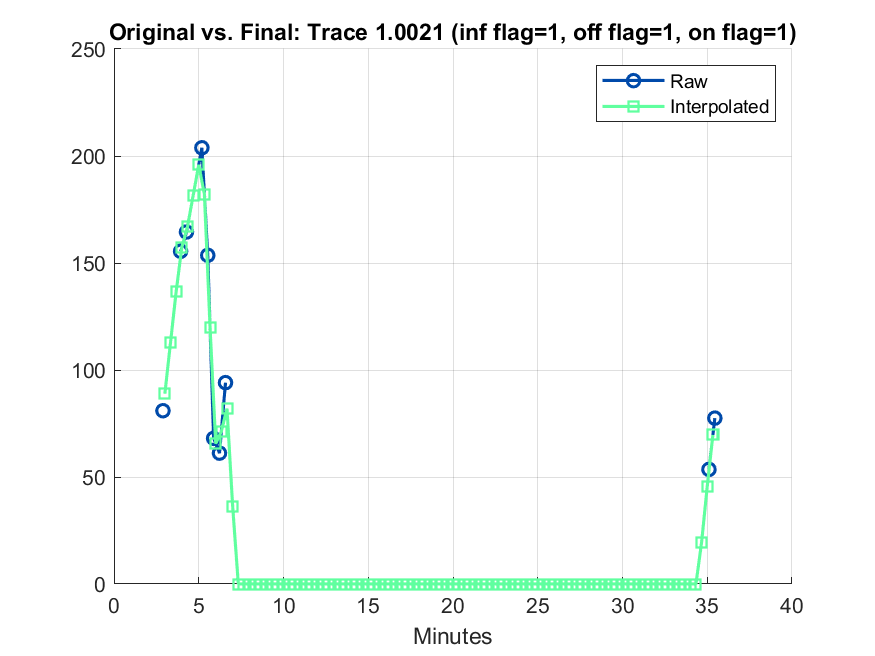 Original vs. Final: Trace 1.0021 (inf flag=1, off flag=1, on flag=1)
250
200
150
100
50
0
Raw
Interpolated
0 5 10 15 20 25 30 35 40
Minutes